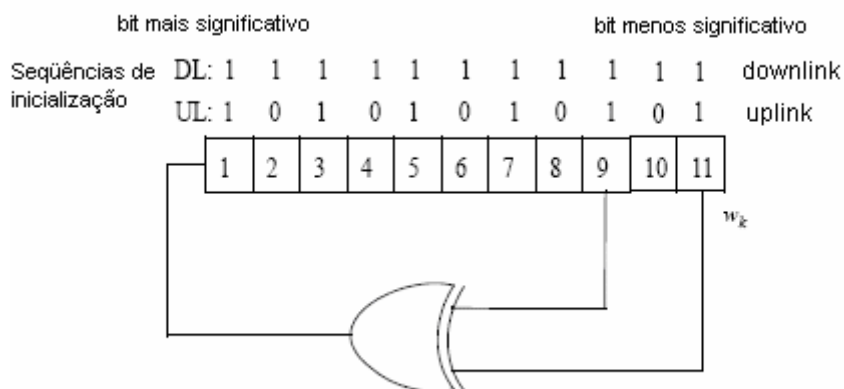 bit mais significativo bit menos significativo
Seqüências de inicialização
DL: 1 1 1 1 1 1 1 1 1 1 1 downlink
UL: 1 0 1 0 1 0 1 0 1 0 1 uplink
1 2 3 4 5 6 7 8 9 10 11
wk